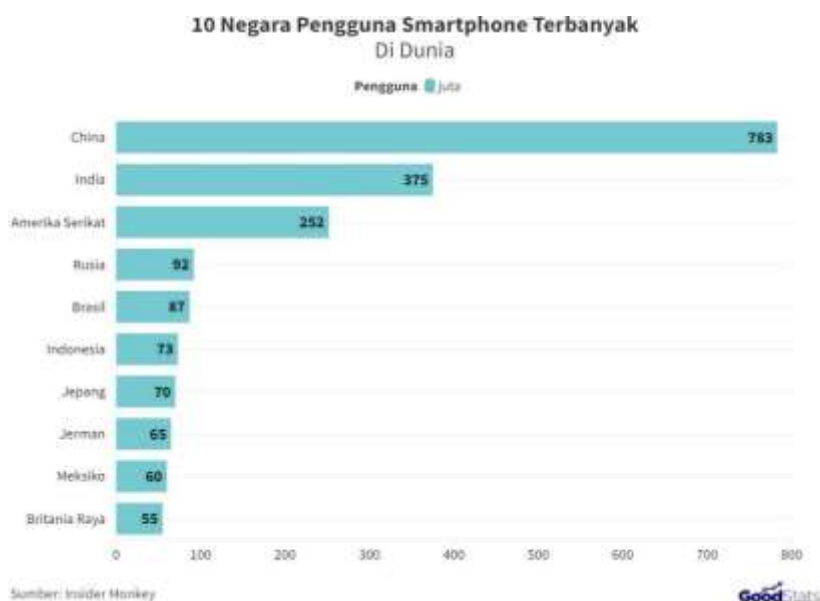 10 Negara Pengguna Smartphone Terbanyak
Di Dunia
Pengguna Juta
China 783
India 375
Amerika Serikat 252
Rusia 92
Brasil 87
Indonesia 73
Jepang 70
Jerman 65
Meksiko 60
Britania Raya 55
0 100 200 300 400 500 600 700 800
Sumber: Insider Monkey
GoodStats